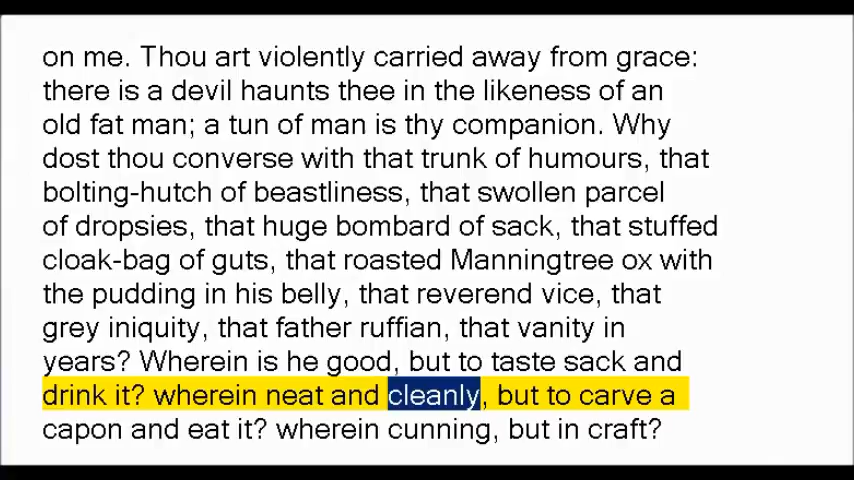 on me. Thou art violently carried away from grace:
there is a devil haunts thee in the likeness of an
old fat man; a tun of man is thy companion. Why
dost thou converse with that trunk of humours, that
bolting-hutch of beastliness, that swollen parcel
of dropsies, that huge bombard of sack, that stuffed
cloak-bag of guts, that roasted Manningtree ox with
the pudding in his belly, that reverend vice, that
grey iniquity, that father ruffian, that vanity in
years? Wherein is he good, but to taste sack and
drink it? wherein neat and cleanly, but to carve a
capon and eat it? wherein cunning, but in craft?